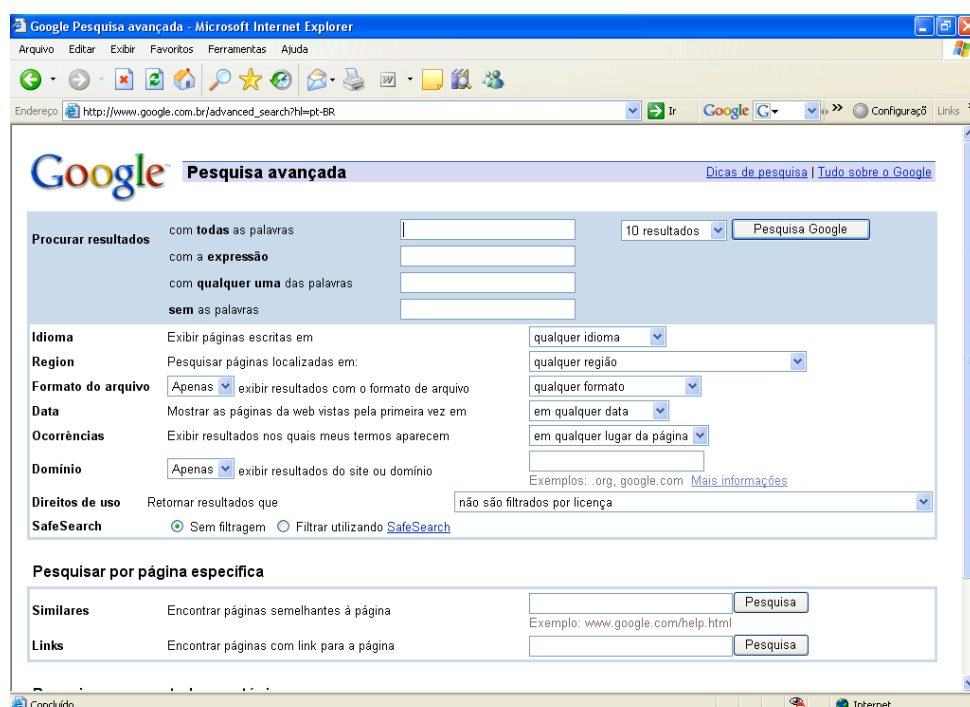 Google Pesquisa avançada - Microsoft Internet Explorer
Arquivo Editar Exibir Favoritos Ferramentas Ajuda
Endereço http://www.google.com.br/advanced_search?hl=pt-BR Ir Google G Configuraçõ Links
Google™ Pesquisa avançada Dicas de pesquisa | Tudo sobre o Google
Procurar resultados com todas as palavras 10 resultados Pesquisa Google
com a expressão
com qualquer uma das palavras
sem as palavras
Idioma Exibir páginas escritas em qualquer idioma
Region Pesquisar páginas localizadas em: qualquer região
Formato do arquivo Apenas exibir resultados com o formato de arquivo qualquer formato
Data Mostrar as páginas da web vistas pela primeira vez em em qualquer data
Ocorrências Exibir resultados nos quais meus termos aparecem em qualquer lugar da página
Domínio Apenas exibir resultados do site ou domínio
Exemplos: .org, google.com Mais informações
Direitos de uso Retornar resultados que não são filtrados por licença
SafeSearch Sem filtragem Filtrar utilizando SafeSearch
Pesquisar por página específica
Similares Encontrar páginas semelhantes à página Pesquisa
Exemplo: www.google.com/help.html
Links Encontrar páginas com link para a página Pesquisa
Concluído Internet